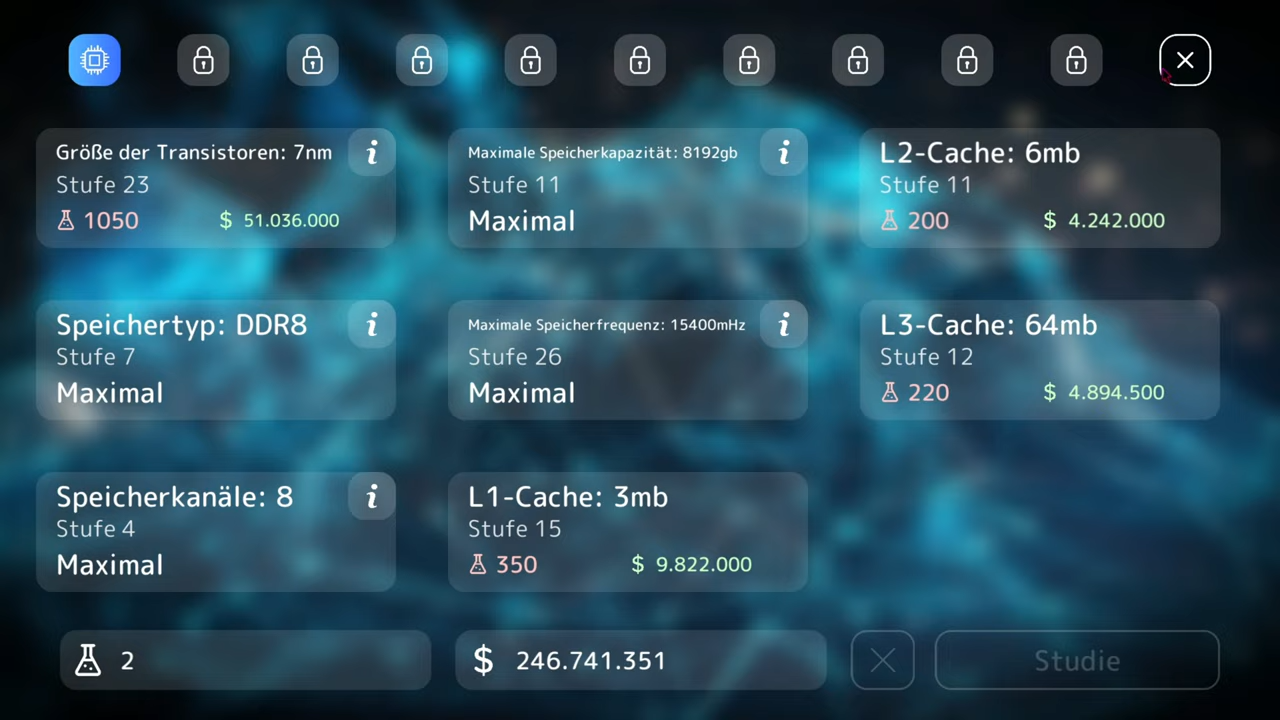 Größe der Transistoren: 7nm
Stufe 23
1050 $ 51.036.000
Maximale Speicherkapazität: 8192gb
Stufe 11
Maximal
L2-Cache: 6mb
Stufe 11
200 $ 4.242.000
Speichertyp: DDR8
Stufe 7
Maximal
Maximale Speicherfrequenz: 15400mHz
Stufe 26
Maximal
L3-Cache: 64mb
Stufe 12
220 $ 4.894.500
Speicherkanäle: 8
Stufe 4
Maximal
L1-Cache: 3mb
Stufe 15
350 $ 9.822.000
2
$ 246.741.351
Studie